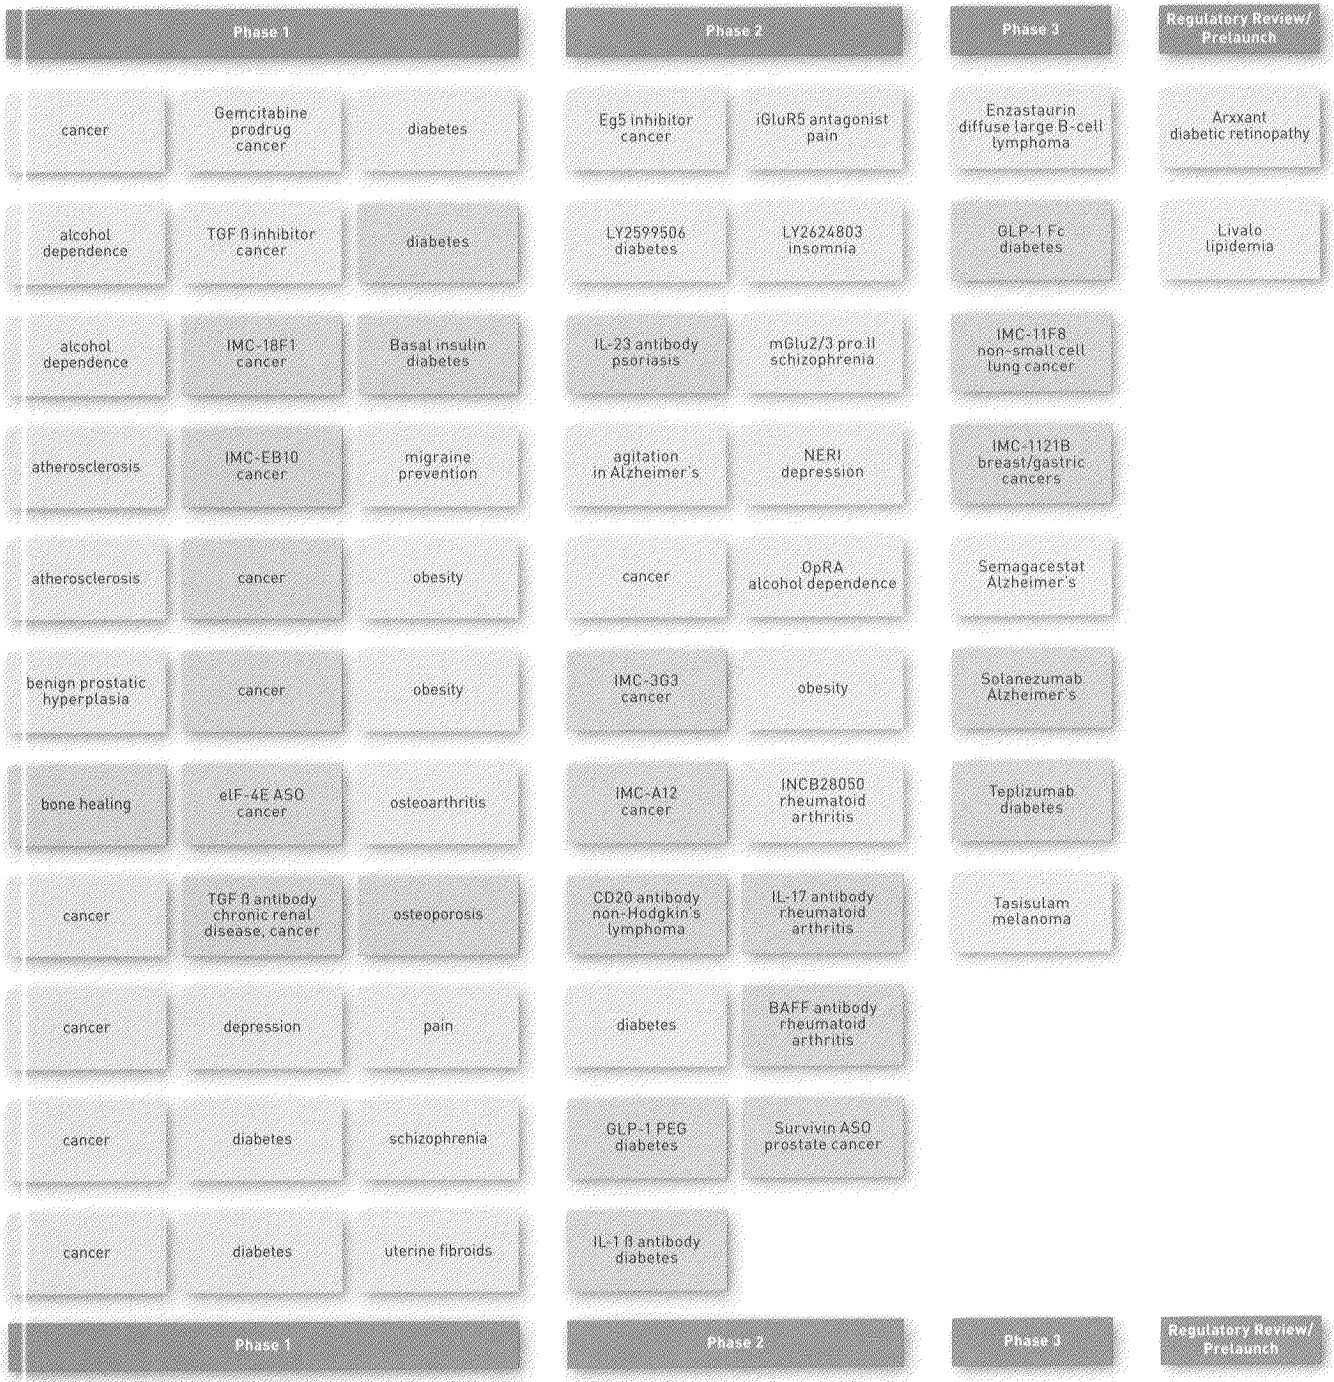 Phase 1
Phase 2
Phase 3
Regulatory Review/
Prelaunch
cancer
Gemcitabine
prodrug
cancer
diabetes
Eg5 inhibitor
cancer
iGluR5 antagonist
pain
Enzastaurin
diffuse large B-cell
lymphoma
Arxxant
diabetic retinopathy
alcohol
dependence
TGF ß inhibitor
cancer
diabetes
LY2599506
diabetes
LY2624803
insomnia
GLP-1 Fc
diabetes
Livalo
lipidemia
alcohol
dependence
IMC-18F1
cancer
Basal insulin
diabetes
IL-23 antibody
psoriasis
mGlu2/3 pro II
schizophrenia
IMC-11F8
non-small cell
lung cancer
atherosclerosis
IMC-EB10
cancer
migraine
prevention
agitation
in Alzheimer's
NERI
depression
IMC-1121B
breast/gastric
cancers
atherosclerosis
cancer
obesity
cancer
OpRA
alcohol dependence
Semagacestat
Alzheimer's
benign prostatic
hyperplasia
cancer
obesity
IMC-3G3
cancer
obesity
Solanezumab
Alzheimer's
bone healing
eIF-4E ASO
cancer
osteoarthritis
IMC-A12
cancer
INCB28050
rheumatoid
arthritis
Teplizumab
diabetes
cancer
TGF ß antibody
chronic renal
disease, cancer
osteoporosis
CD20 antibody
non-Hodgkin's
lymphoma
IL-17 antibody
rheumatoid
arthritis
Tasisulam
melanoma
cancer
depression
pain
diabetes
BAFF antibody
rheumatoid
arthritis
cancer
diabetes
schizophrenia
GLP-1 PEG
diabetes
Survivin ASO
prostate cancer
cancer
diabetes
uterine fibroids
IL-1 ß antibody
diabetes
Phase 1
Phase 2
Phase 3
Regulatory Review/
Prelaunch